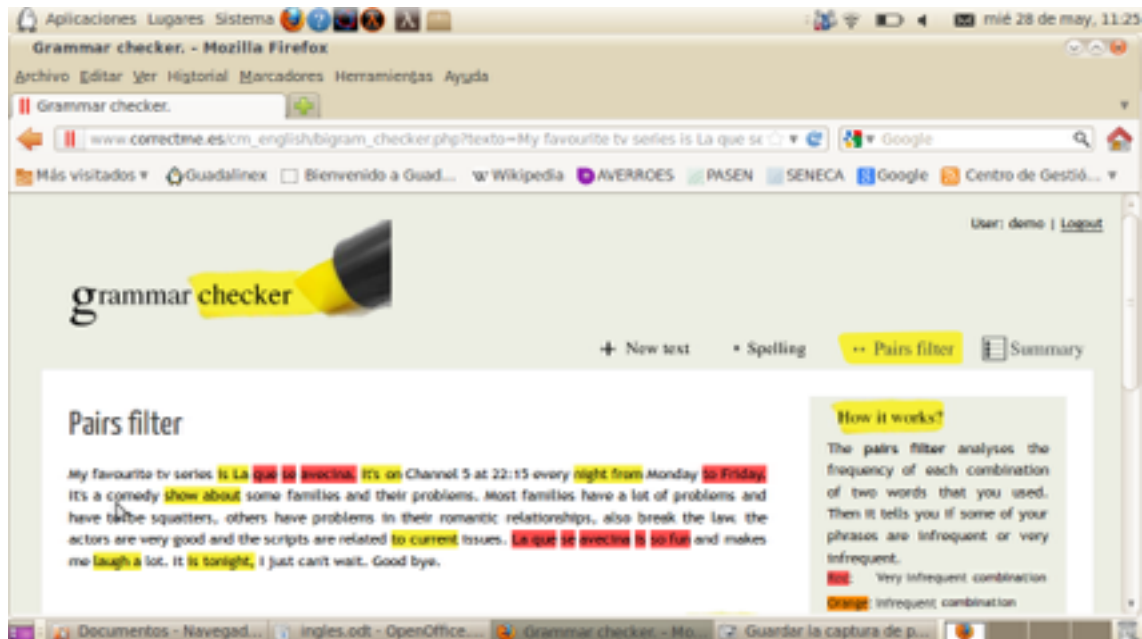 Aplicaciones Lugares Sistema mié 28 de may, 11:25
Grammar checker. - Mozilla Firefox
Archivo Editar Ver Historial Marcadores Herramientas Ayuda
Grammar checker.
www.correctme.es/cm_english/bigram_checker.php?texto=My favourite tv series is La que se Google
Más visitados Guadalinex Bienvenido a Guad... Wikipedia AVERROES PASEN SENECA Google Centro de Gestió...
User: demo | Logout
grammar checker
New text Spelling Pairs filter Summary
Pairs filter
My favourite tv series is La que se avecina, it's on Channel 5 at 22:15 every night from Monday to Friday.
It's a comedy show about some families and their problems. Most families have a lot of problems and
have to be squatters, others have problems in their romantic relationships, also break the law. the
actors are very good and the scripts are related to current issues. La que se avecina is so fun and makes
me laugh a lot. It is tonight, I just can't wait. Good bye.
How it works?
The pairs filter analyses the
frequency of each combination
of two words that you used.
Then it tells you if some of your
phrases are infrequent or very
infrequent.
Red: Very infrequent combination
Orange: Infrequent combination
Documentos - Navegad... ingles.odt - OpenOffice.... Grammar checker. - Mo... Guardar la captura de p...